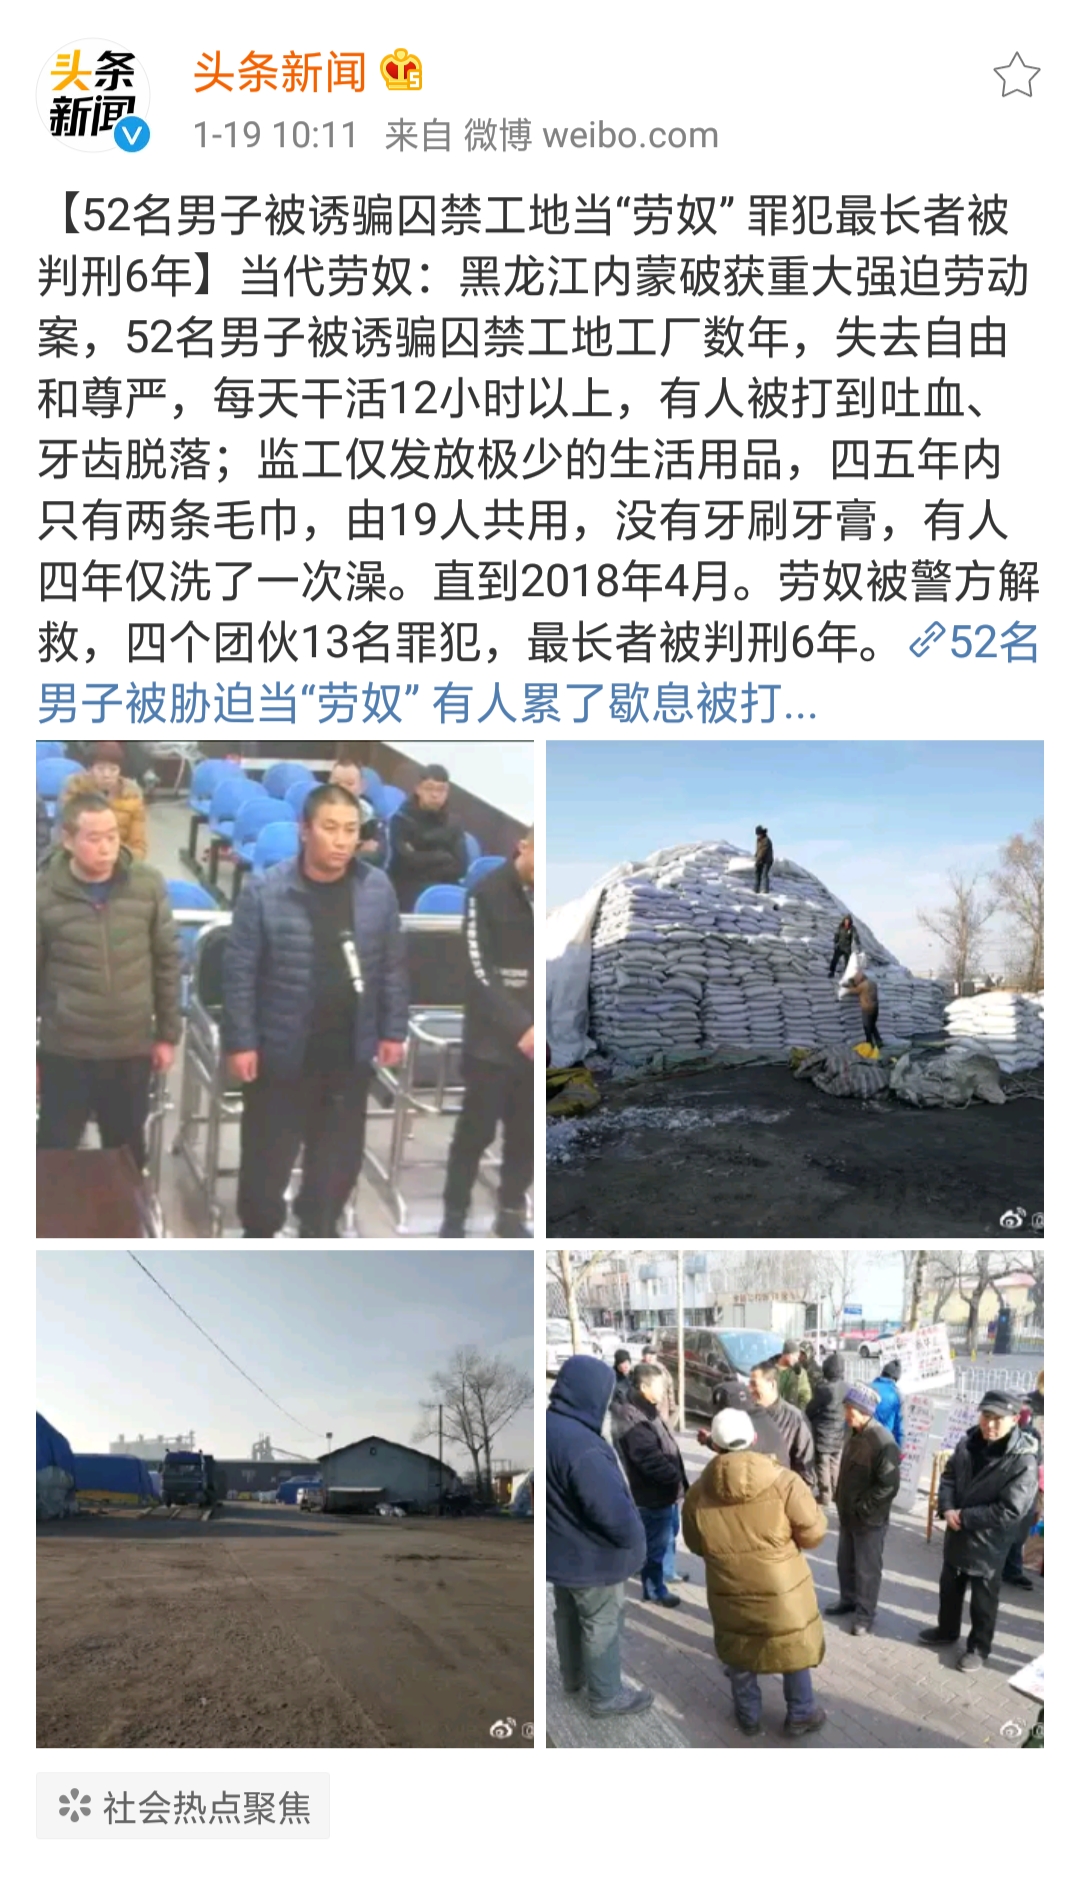 头条
新闻
头条新闻
1-19 10:11 来自 微博 weibo.com
【52名男子被诱骗囚禁工地当“劳奴” 罪犯最长者被
判刑6年】当代劳奴：黑龙江内蒙破获重大强迫劳动
案，52名男子被诱骗囚禁工地工厂数年，失去自由
和尊严，每天干活12小时以上，有人被打到吐血、
牙齿脱落；监工仅发放极少的生活用品，四五年内
只有两条毛巾，由19人共用，没有牙刷牙膏，有人
四年仅洗了一次澡。直到2018年4月。劳奴被警方解
救，四个团伙13名罪犯，最长者被判刑6年。52名
男子被胁迫当“劳奴” 有人累了歇息被打...
社会热点聚焦